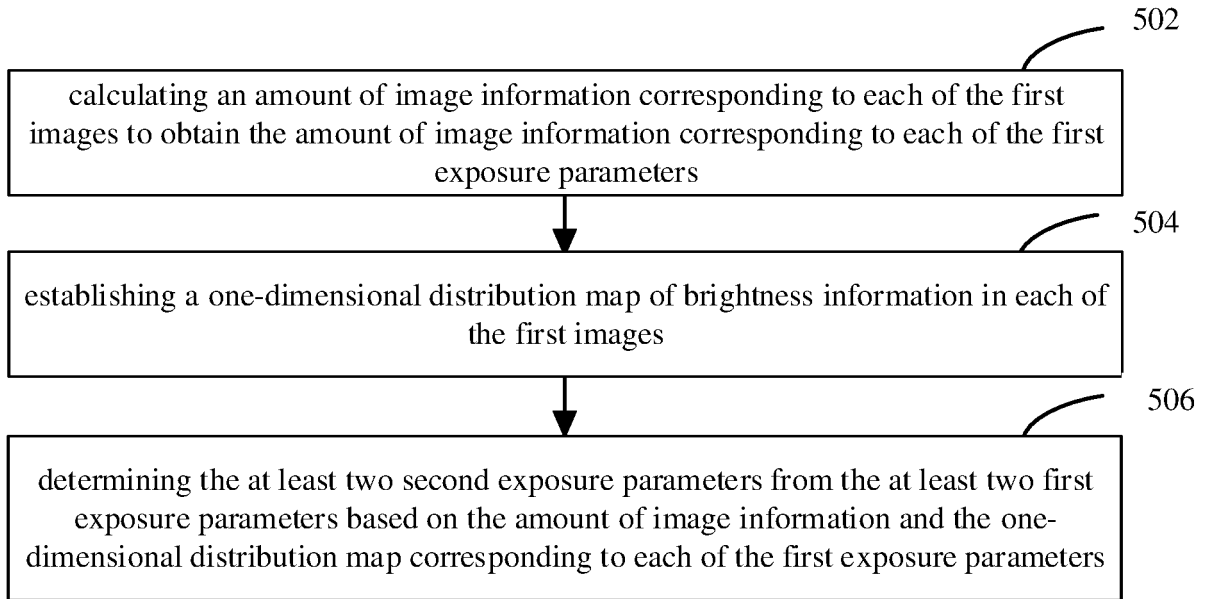 502
calculating an amount of image information corresponding to each of the first
images to obtain the amount of image information corresponding to each of the first
exposure parameters
504
establishing a one-dimensional distribution map of brightness information in each of
the first images
506
determining the at least two second exposure parameters from the at least two first
exposure parameters based on the amount of image information and the one-
dimensional distribution map corresponding to each of the first exposure parameters